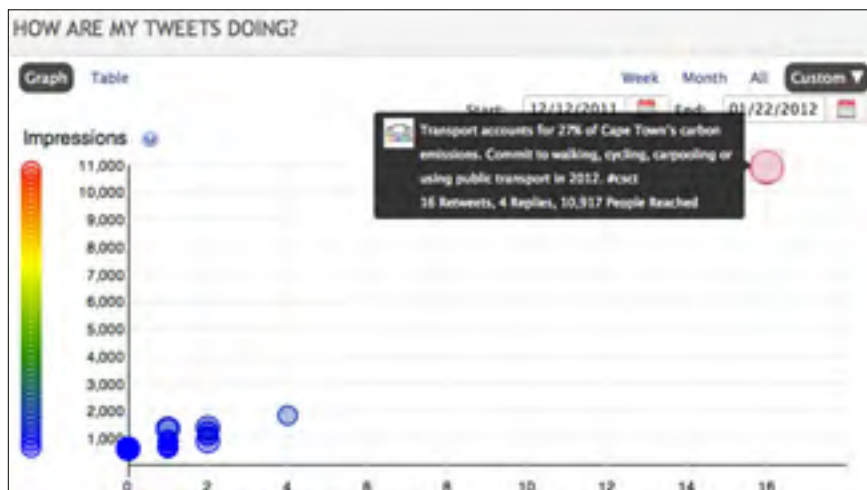 HOW ARE MY TWEETS DOING?
Graph Table Week Month All Custom ▼
Start: 12/12/2011 End: 01/22/2012
Impressions
Transport accounts for 27% of Cape Town's carbon
emissions. Commit to walking, cycling, carpooling or
using public transport in 2012. #csct
16 Retweets, 4 Replies, 10,917 People Reached
11,000
10,000
9,000
8,000
7,000
6,000
5,000
4,000
3,000
2,000
1,000
0 2 4 6 8 10 12 14 16